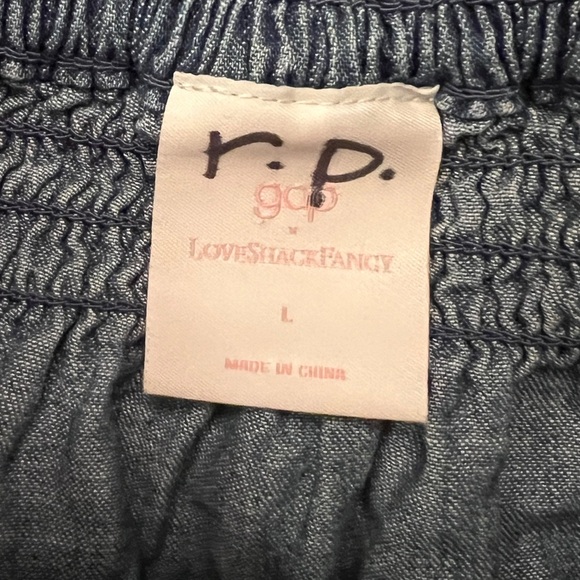 r.p.
gap
x
LoveShackFancy
L
MADE IN CHINA